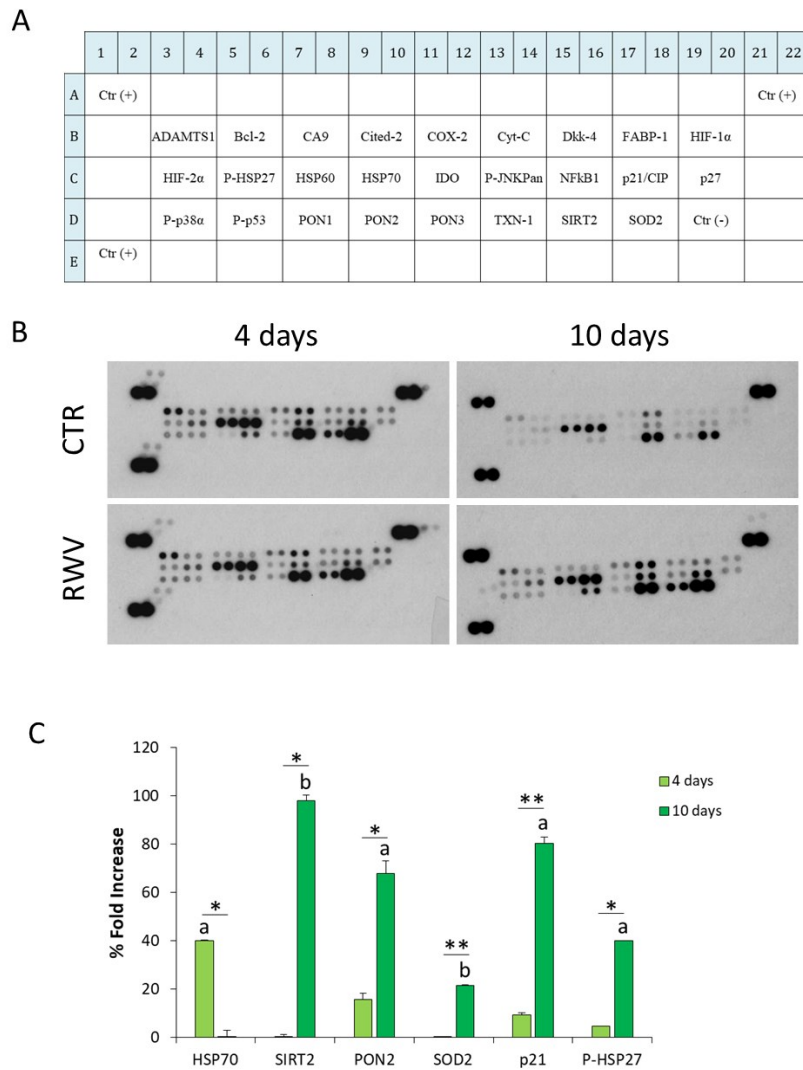 A
1 2 3 4 5 6 7 8 9 10 11 12 13 14 15 16 17 18 19 20 21 22
A Ctr (+) Ctr (+)
B ADAMTS1 Bcl-2 CA9 Cited-2 COX-2 Cyt-C Dkk-4 FABP-1 HIF-1α
C HIF-2α P-HSP27 HSP60 HSP70 IDO P-JNKPan NFkB1 p21/CIP p27
D P-p38α P-p53 PON1 PON2 PON3 TXN-1 SIRT2 SOD2 Ctr (-)
E Ctr (+)
B
4 days 10 days
CTR
RWV
C
% Fold Increase
120
100
80
60
40
20
0
* * * ** ** *
a b a b a a
HSP70 SIRT2 PON2 SOD2 p21 P-HSP27
4 days
10 days